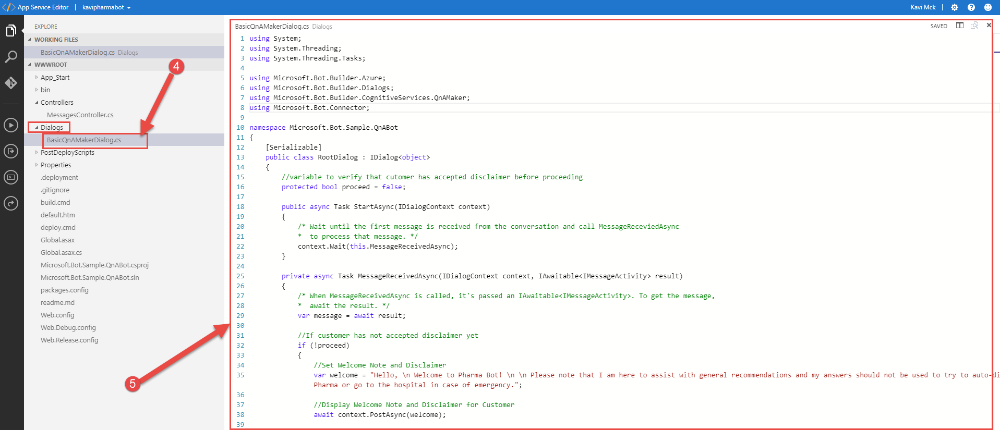 App Service Editor | kavipharmabot
Kavi Mck |
EXPLORE
WORKING FILES
BasicQnAMakerDialog.cs Dialogs
WWWROOT
App_Start
bin
Controllers
MessagesController.cs
Dialogs
BasicQnAMakerDialog.cs
PostDeployScripts
Properties
.deployment
.gitignore
build.cmd
default.htm
deploy.cmd
Global.asax
Global.asax.cs
Microsoft.Bot.Sample.QnABot.csproj
Microsoft.Bot.Sample.QnABot.sln
packages.config
readme.md
Web.config
Web.Debug.config
Web.Release.config
4
5
BasicQnAMakerDialog.cs Dialogs
SAVED
1 using System;
2 using System.Threading;
3 using System.Threading.Tasks;
4
5 using Microsoft.Bot.Builder.Azure;
6 using Microsoft.Bot.Builder.Dialogs;
7 using Microsoft.Bot.Builder.CognitiveServices.QnAMaker;
8 using Microsoft.Bot.Connector;
9
10 namespace Microsoft.Bot.Sample.QnABot
11 {
12 [Serializable]
13 public class RootDialog : IDialog<object>
14 {
15 //variable to verify that cutomer has accepted disclaimer before proceeding
16 protected bool proceed = false;
17
18 public async Task StartAsync(IDialogContext context)
19 {
20 /* Wait until the first message is received from the conversation and call MessageReceviedAsync
21 * to process that message. */
22 context.Wait(this.MessageReceivedAsync);
23 }
24
25 private async Task MessageReceivedAsync(IDialogContext context, IAwaitable<IMessageActivity> result)
26 {
27 /* When MessageReceivedAsync is called, it's passed an IAwaitable<IMessageActivity>. To get the message,
28 * await the result. */
29 var message = await result;
30
31 //If customer has not accepted disclaimer yet
32 if (!proceed)
33 {
34 //Set Welcome Note and Disclaimer
35 var welcome = "Hello, \n Welcome to Pharma Bot! \n \n Please note that I am here to assist with general recommendations and my answers should not be used to try to auto-di
Pharma or go to the hospital in case of emergency.";
36
37 //Display Welcome Note and Disclaimer for Customer
38 await context.PostAsync(welcome);
39